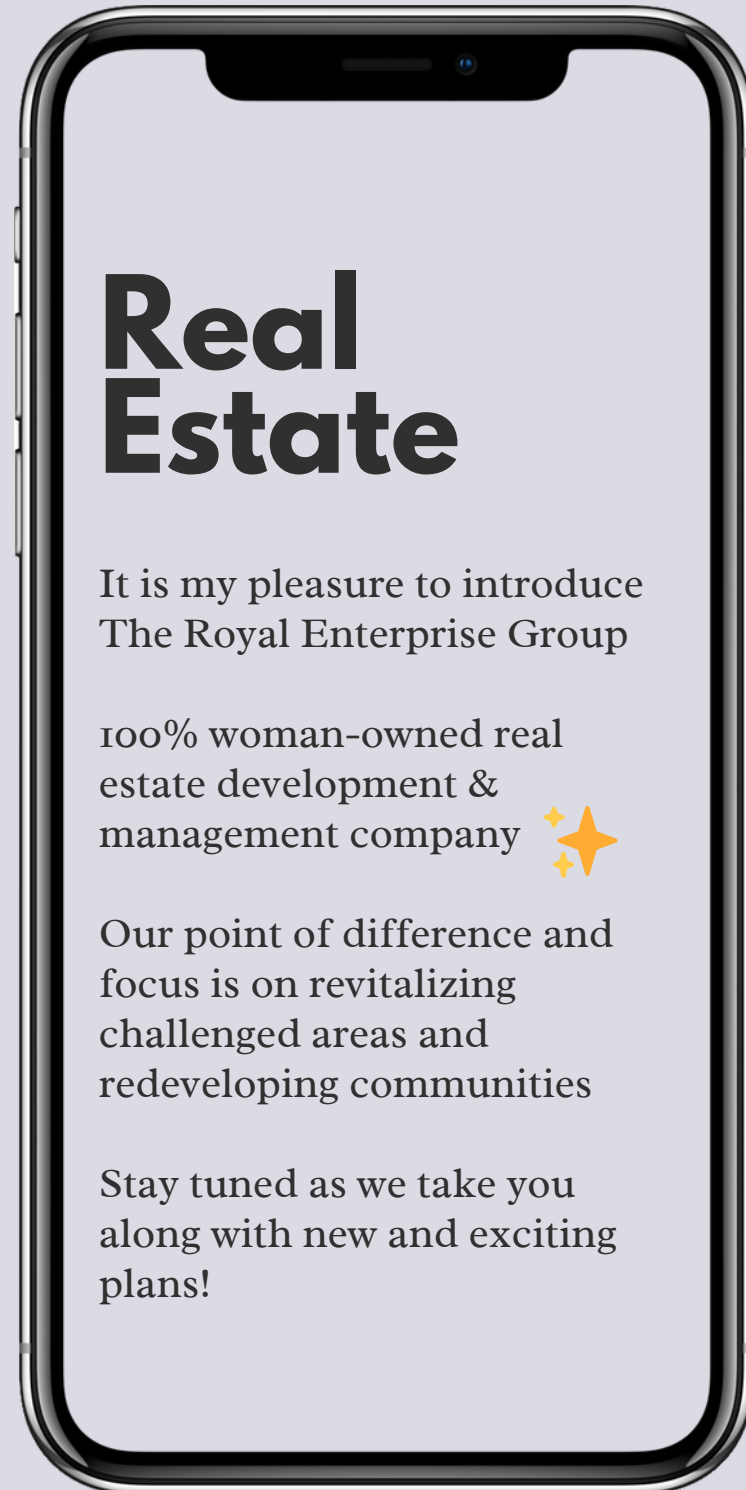 Real
Estate
It is my pleasure to introduce
The Royal Enterprise Group
100% woman-owned real
estate development &
management company ✨
Our point of difference and
focus is on revitalizing
challenged areas and
redeveloping communities
Stay tuned as we take you
along with new and exciting
plans!